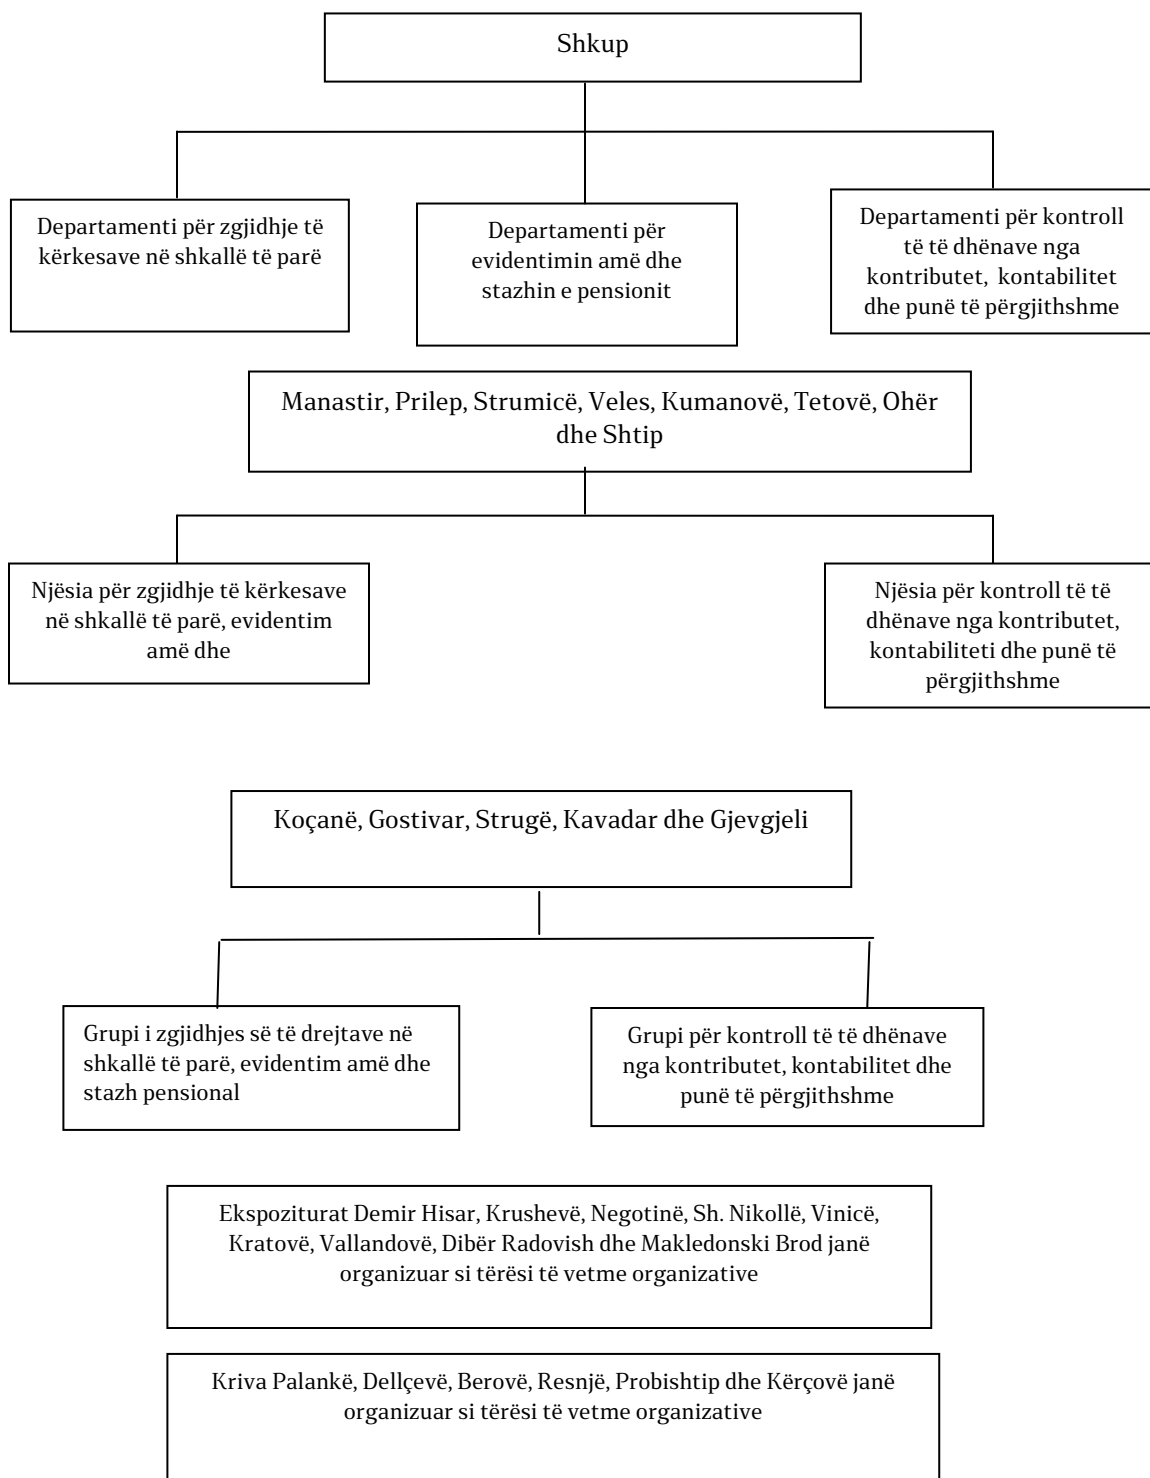 Shkup
Departamenti për zgjidhje të
kërkesave në shkallë të parë
Departamenti për
evidentimin amë dhe
stazhin e pensionit
Departamenti për kontroll
të të dhënave nga
kontributet, kontabilitet
dhe punë të përgjithshme
Manastir, Prilep, Strumicë, Veles, Kumanovë, Tetovë, Ohër
dhe Shtip
Njësia për zgjidhje të kërkesave
në shkallë të parë, evidentim
amë dhe
Njësia për kontroll të të
dhënave nga kontributet,
kontabiliteti dhe punë të
përgjithshme
Koçanë, Gostivar, Strugë, Kavadar dhe Gjevgjeli
Grupi i zgjidhjes së të drejtave në
shkallë të parë, evidentim amë dhe
stazh pensional
Grupi për kontroll të të dhënave
nga kontributet, kontabilitet dhe
punë të përgjithshme
Ekspoziturat Demir Hisar, Krushevë, Negotinë, Sh. Nikollë, Vinicë,
Kratovë, Vallandovë, Dibër Radovish dhe Makledonski Brod janë
organizuar si tërësi të vetme organizative
Kriva Palankë, Dellçevë, Berovë, Resnjë, Probishtip dhe Kërçovë janë
organizuar si tërësi të vetme organizative